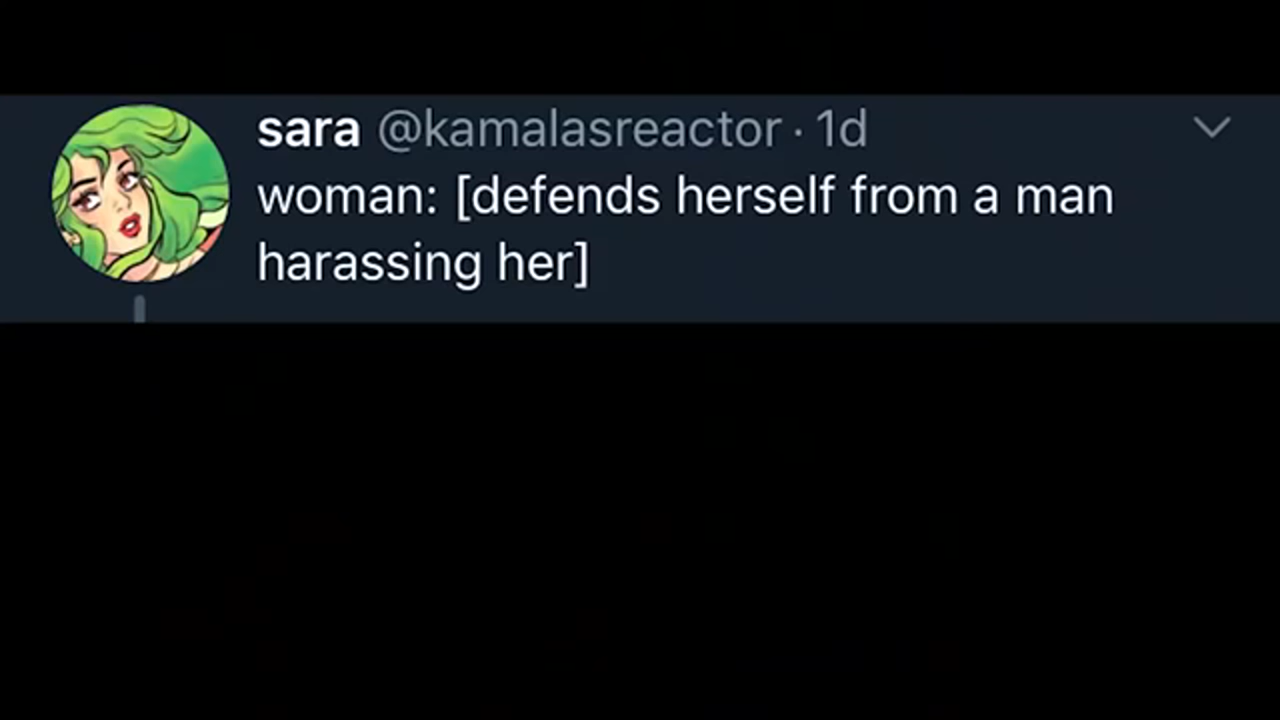 sara @kamalasreactor · 1d
woman: [defends herself from a man
harassing her]